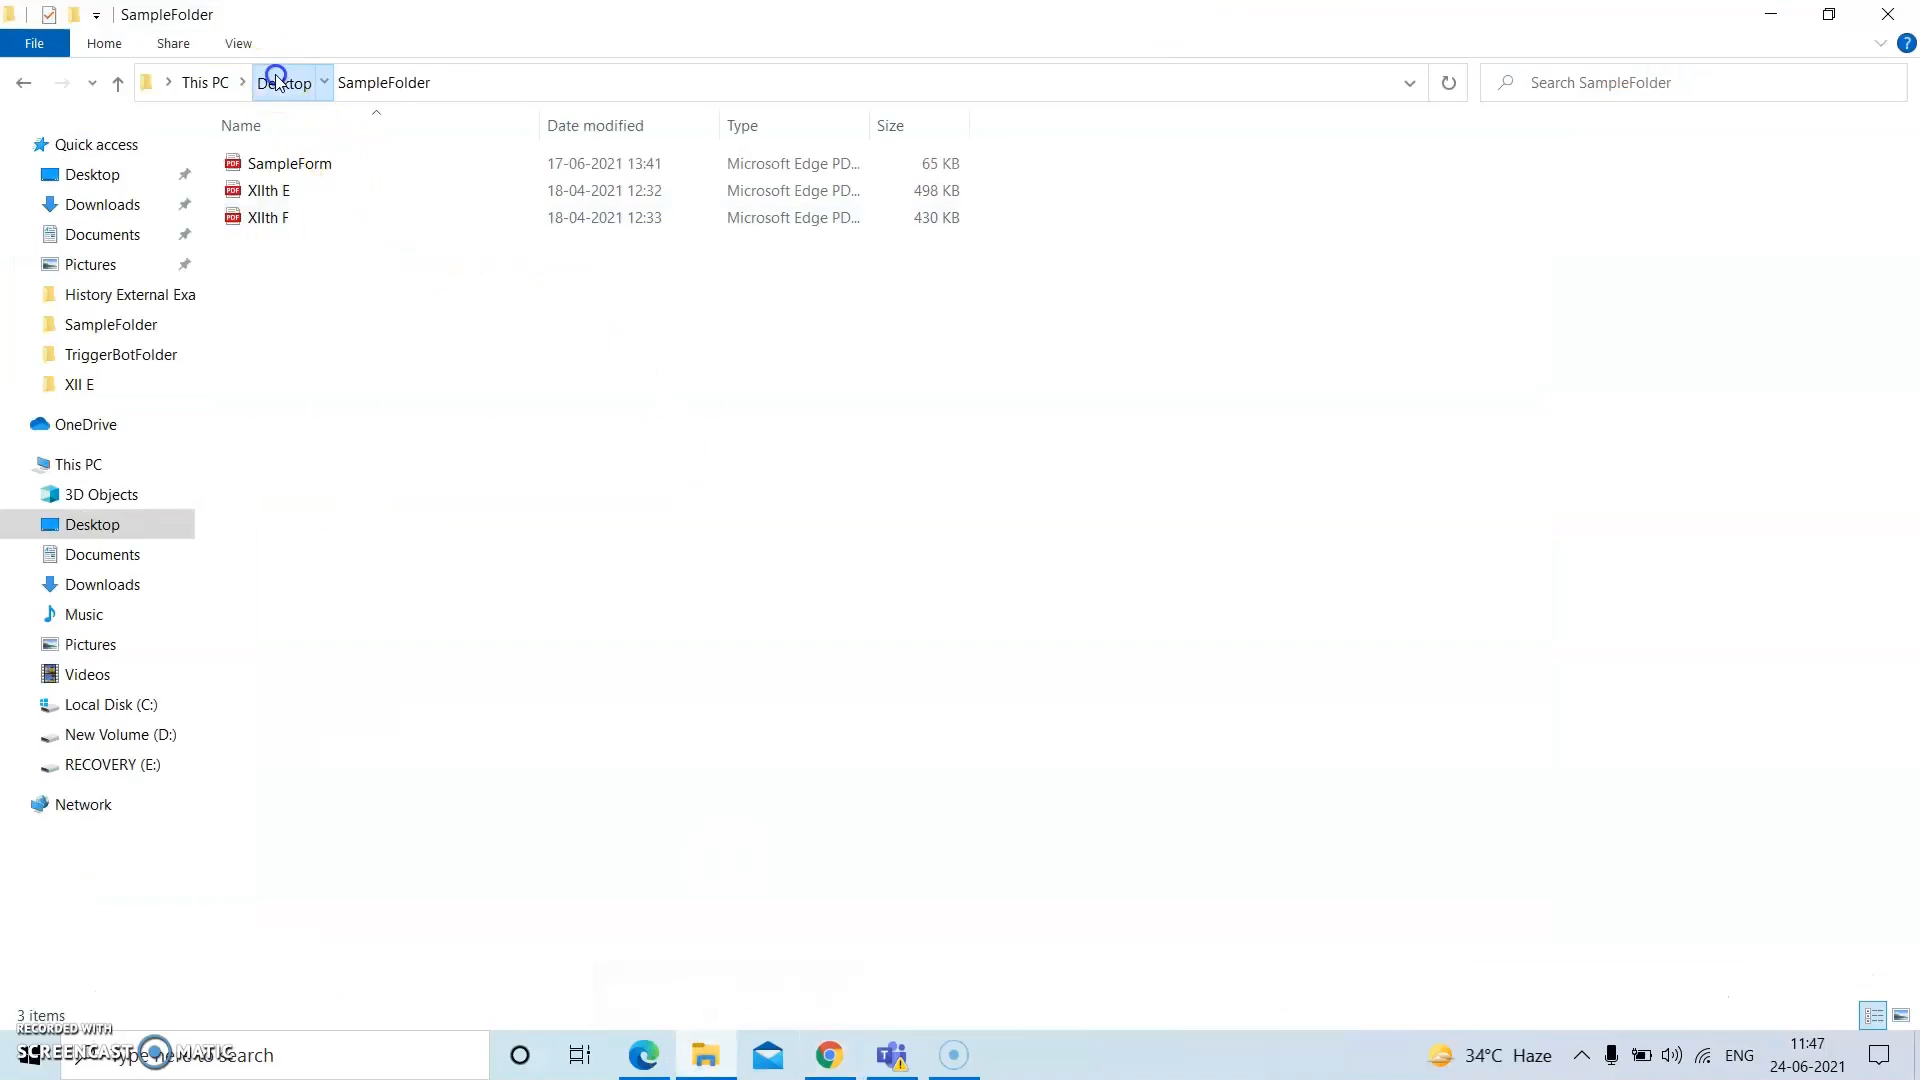 SampleFolder
File Home Share View
This PC Desktop SampleFolder
Search SampleFolder
Name Date modified Type Size
SampleForm 17-06-2021 13:41 Microsoft Edge PD... 65 KB
XIIth E 18-04-2021 12:32 Microsoft Edge PD... 498 KB
XIIth F 18-04-2021 12:33 Microsoft Edge PD... 430 KB
Quick access
Desktop
Downloads
Documents
Pictures
History External Exa
SampleFolder
TriggerBotFolder
XII E
OneDrive
This PC
3D Objects
Desktop
Documents
Downloads
Music
Pictures
Videos
Local Disk (C:)
New Volume (D:)
RECOVERY (E:)
Network
3 items
RECORDED WITH
SCREENCAST MATIC
Type here to search
34°C Haze
ENG
11:47
24-06-2021